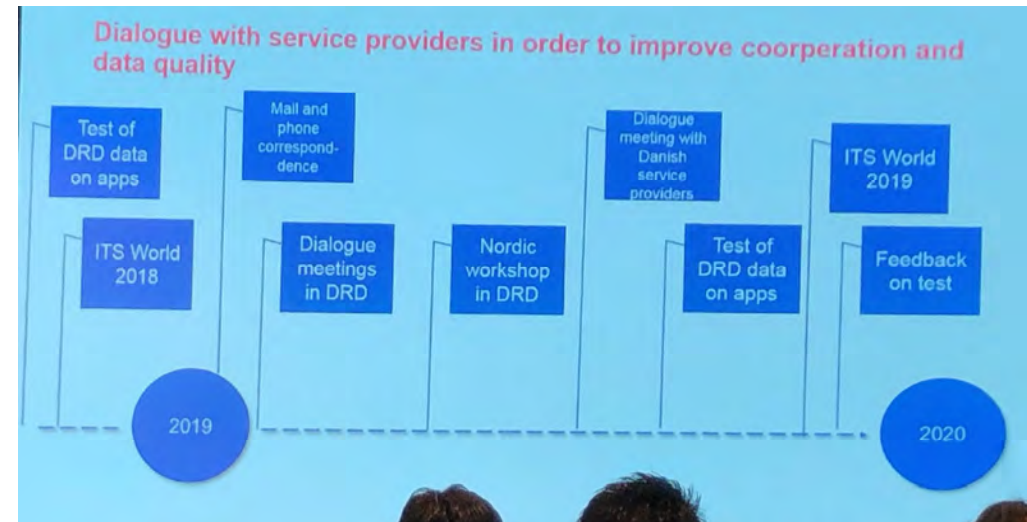 Dialogue with service providers in order to improve coorperation and
data quality
Test of
DRD data
on apps
ITS World
2018
Mail and
phone
correspond-
dence
Dialogue
meetings
in DRD
Nordic
workshop
in DRD
Dialogue
meeting with
Danish
service
providers
Test of
DRD data
on apps
ITS World
2019
Feedback
on test
2019
2020